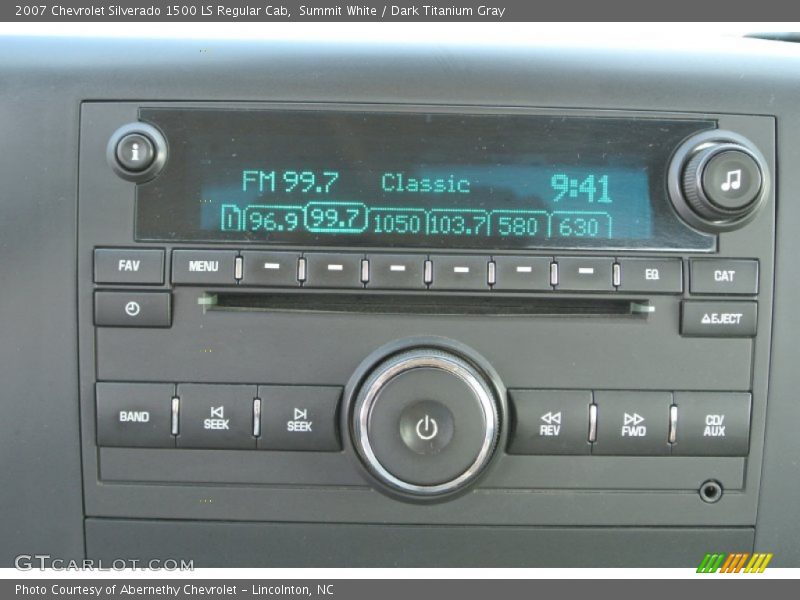 2007 Chevrolet Silverado 1500 LS Regular Cab, Summit White / Dark Titanium Gray
i
FM 99.7 Classic 9:41
1 96.9 99.7 1050 103.7 580 630
FAV MENU EQ CAT
≜EJECT
BAND SEEK SEEK REV FWD CD/
AUX
GTCARLOT.COM
Photo Courtesy of Abernethy Chevrolet - Lincolnton, NC